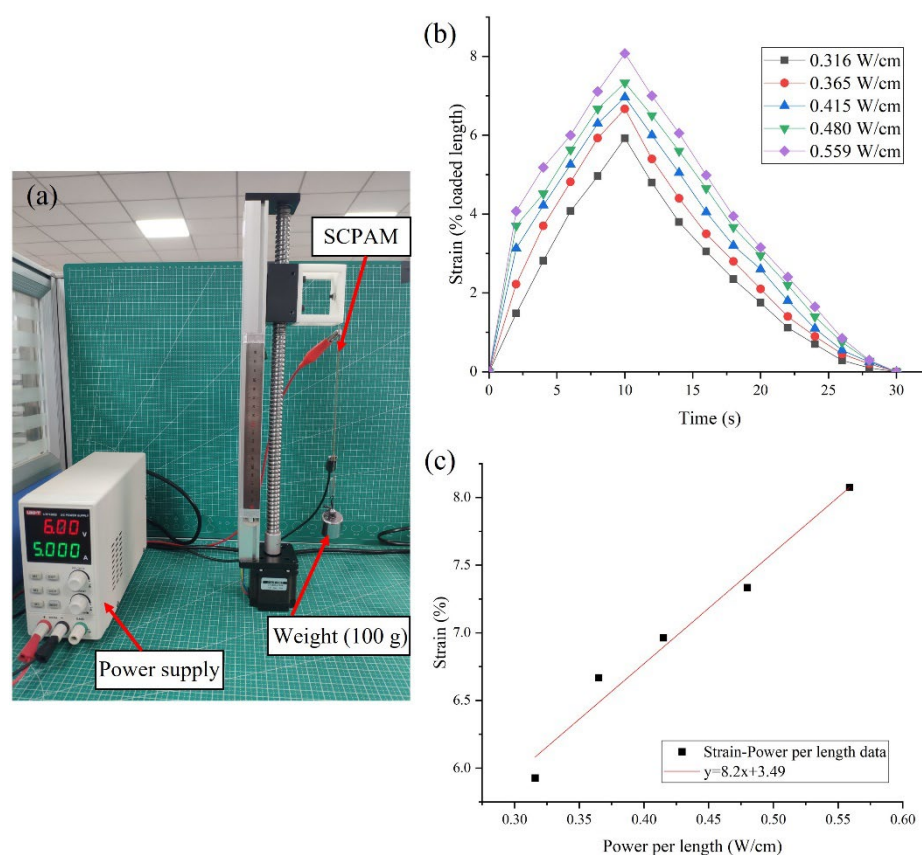 (a)
SCPAM
6.00 V
5.000 A
Power supply
Weight (100 g)
(b)
Strain (% loaded length)
8
6
4
2
0
0 5 10 15 20 25 30
Time (s)
0.316 W/cm
0.365 W/cm
0.415 W/cm
0.480 W/cm
0.559 W/cm
(c)
Strain (%)
8.0
7.5
7.0
6.5
6.0
0.30 0.35 0.40 0.45 0.50 0.55 0.60
Power per length (W/cm)
Strain-Power per length data
y=8.2x+3.49